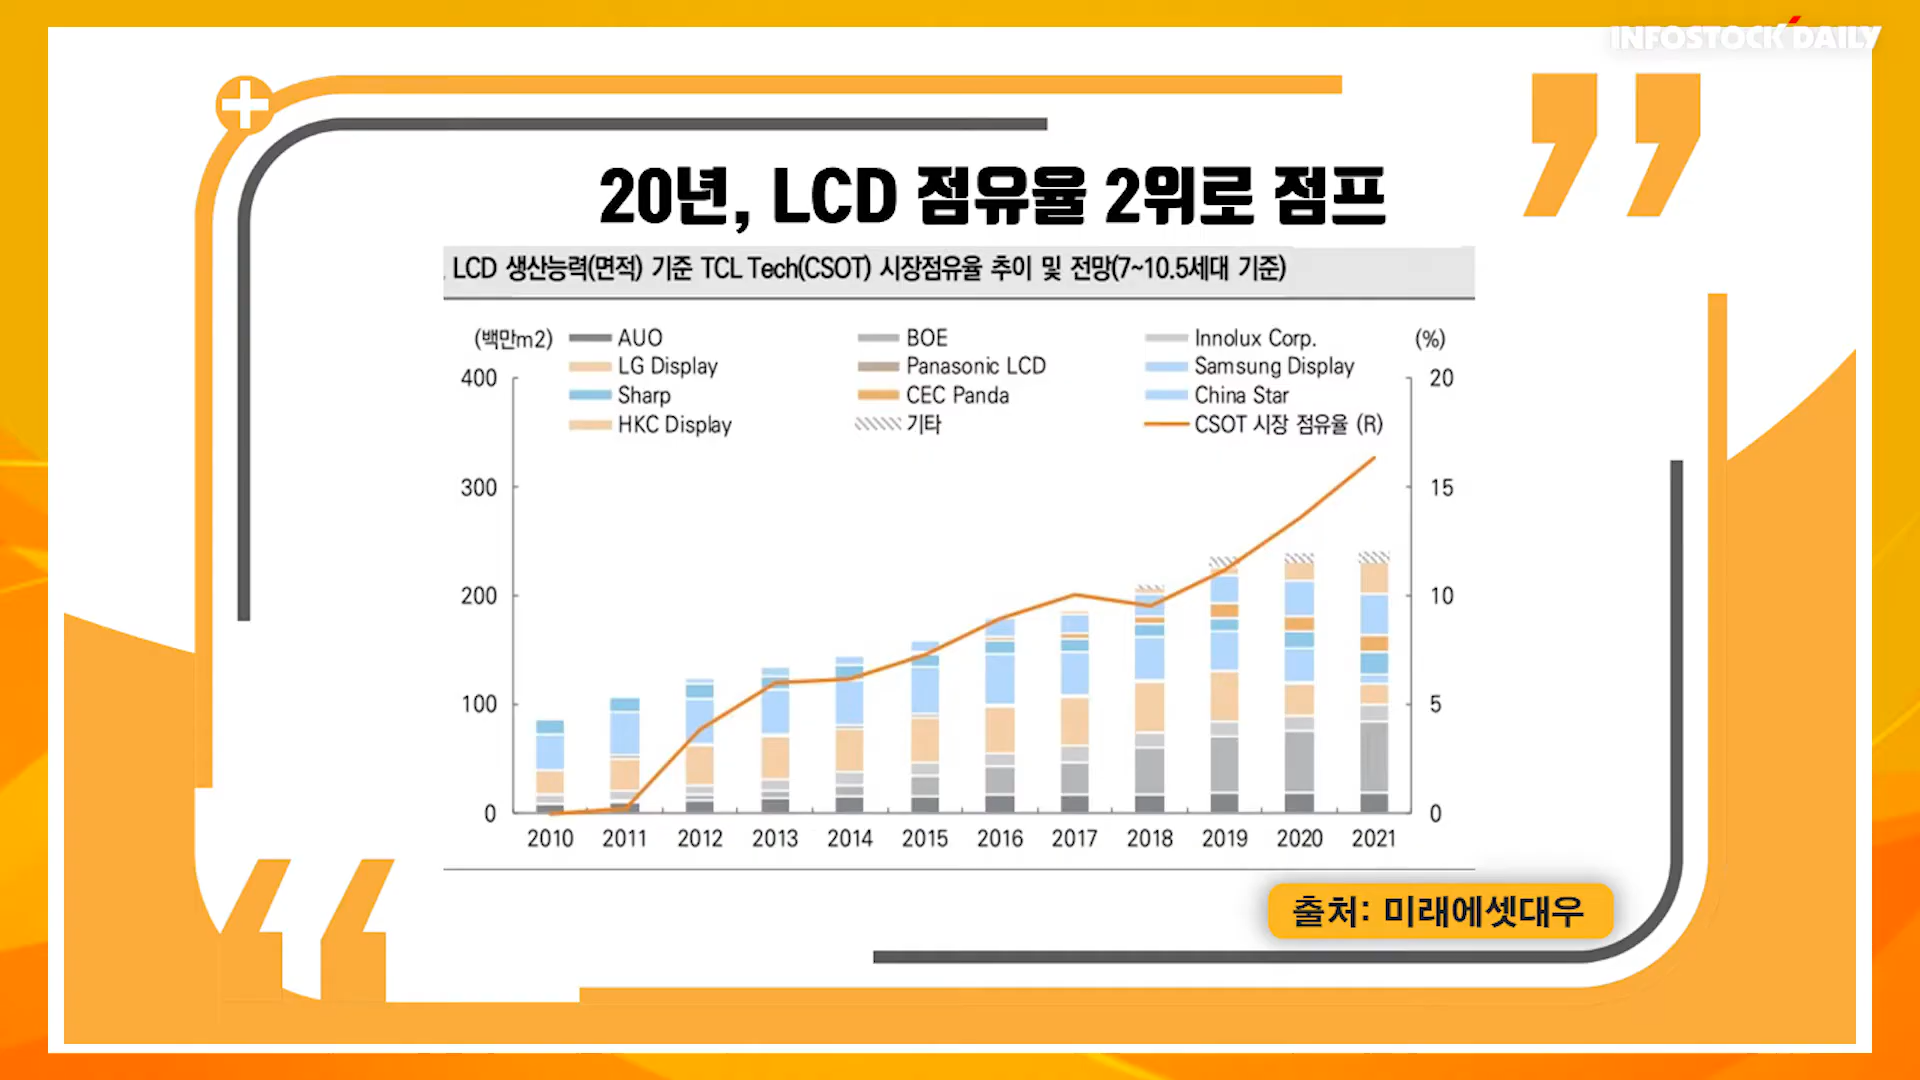 INFOSTOCK DAILY
20년, LCD 점유율 2위로 점프
LCD 생산능력(면적) 기준 TCL Tech(CSOT) 시장점유율 추이 및 전망(7~10.5세대 기준)
(백만m2) AUO BOE Innolux Corp. (%)
LG Display Panasonic LCD Samsung Display
Sharp CEC Panda China Star
HKC Display 기타 CSOT 시장 점유율 (R)
400 20
300 15
200 10
100 5
0 0
2010 2011 2012 2013 2014 2015 2016 2017 2018 2019 2020 2021
출처: 미래에셋대우